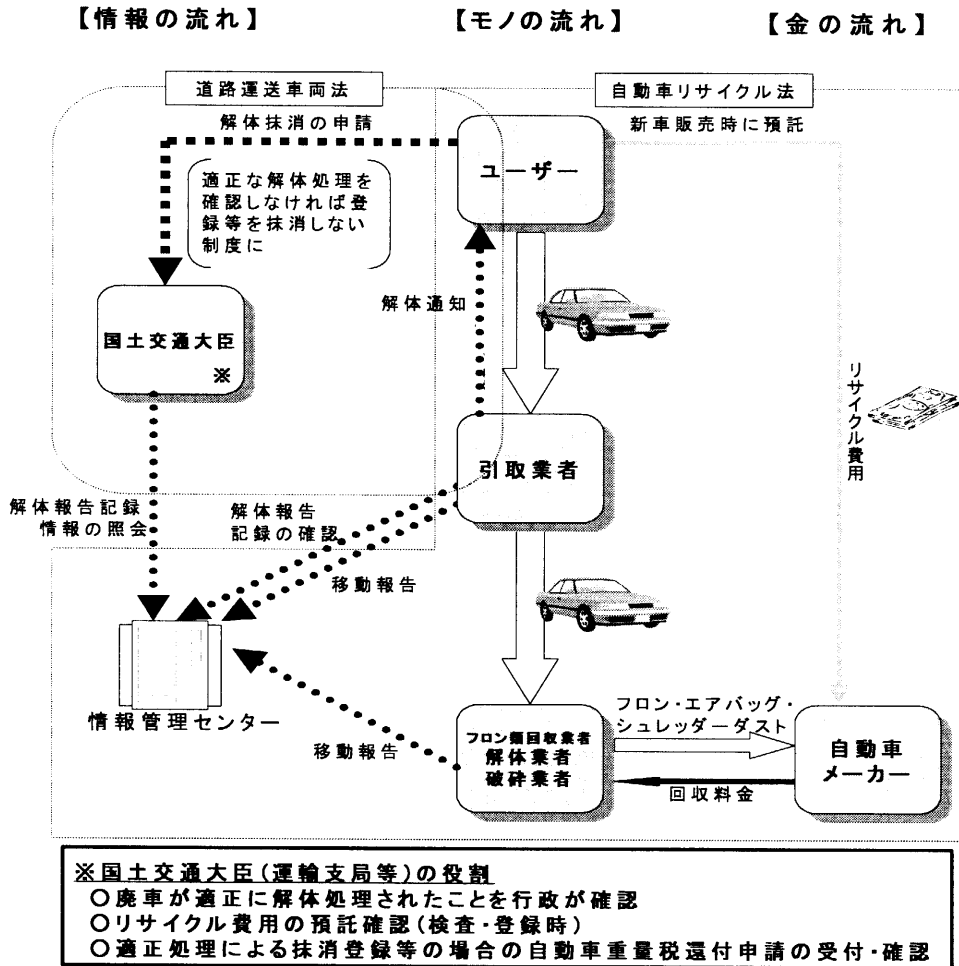 【情報の流れ】
【モノの流れ】
【金の流れ】
道路運送車両法
自動車リサイクル法
解体抹消の申請
新車販売時に預託
ユーザー
適正な解体処理を
確認しなければ登
録等を抹消しない
制度に
解体通知
国土交通大臣
※
リサイクル費用
引取業者
解体報告記録
情報の照会
解体報告
記録の確認
移動報告
情報管理センター
移動報告
フロン類回収業者
解体業者
破砕業者
フロン・エアバッグ・
シュレッダーダスト
回収料金
自動車
メーカー
※国土交通大臣(運輸支局等)の役割
○廃車が適正に解体処理されたことを行政が確認
○リサイクル費用の預託確認(検査・登録時)
○適正処理による抹消登録等の場合の自動車重量税還付申請の受付・確認